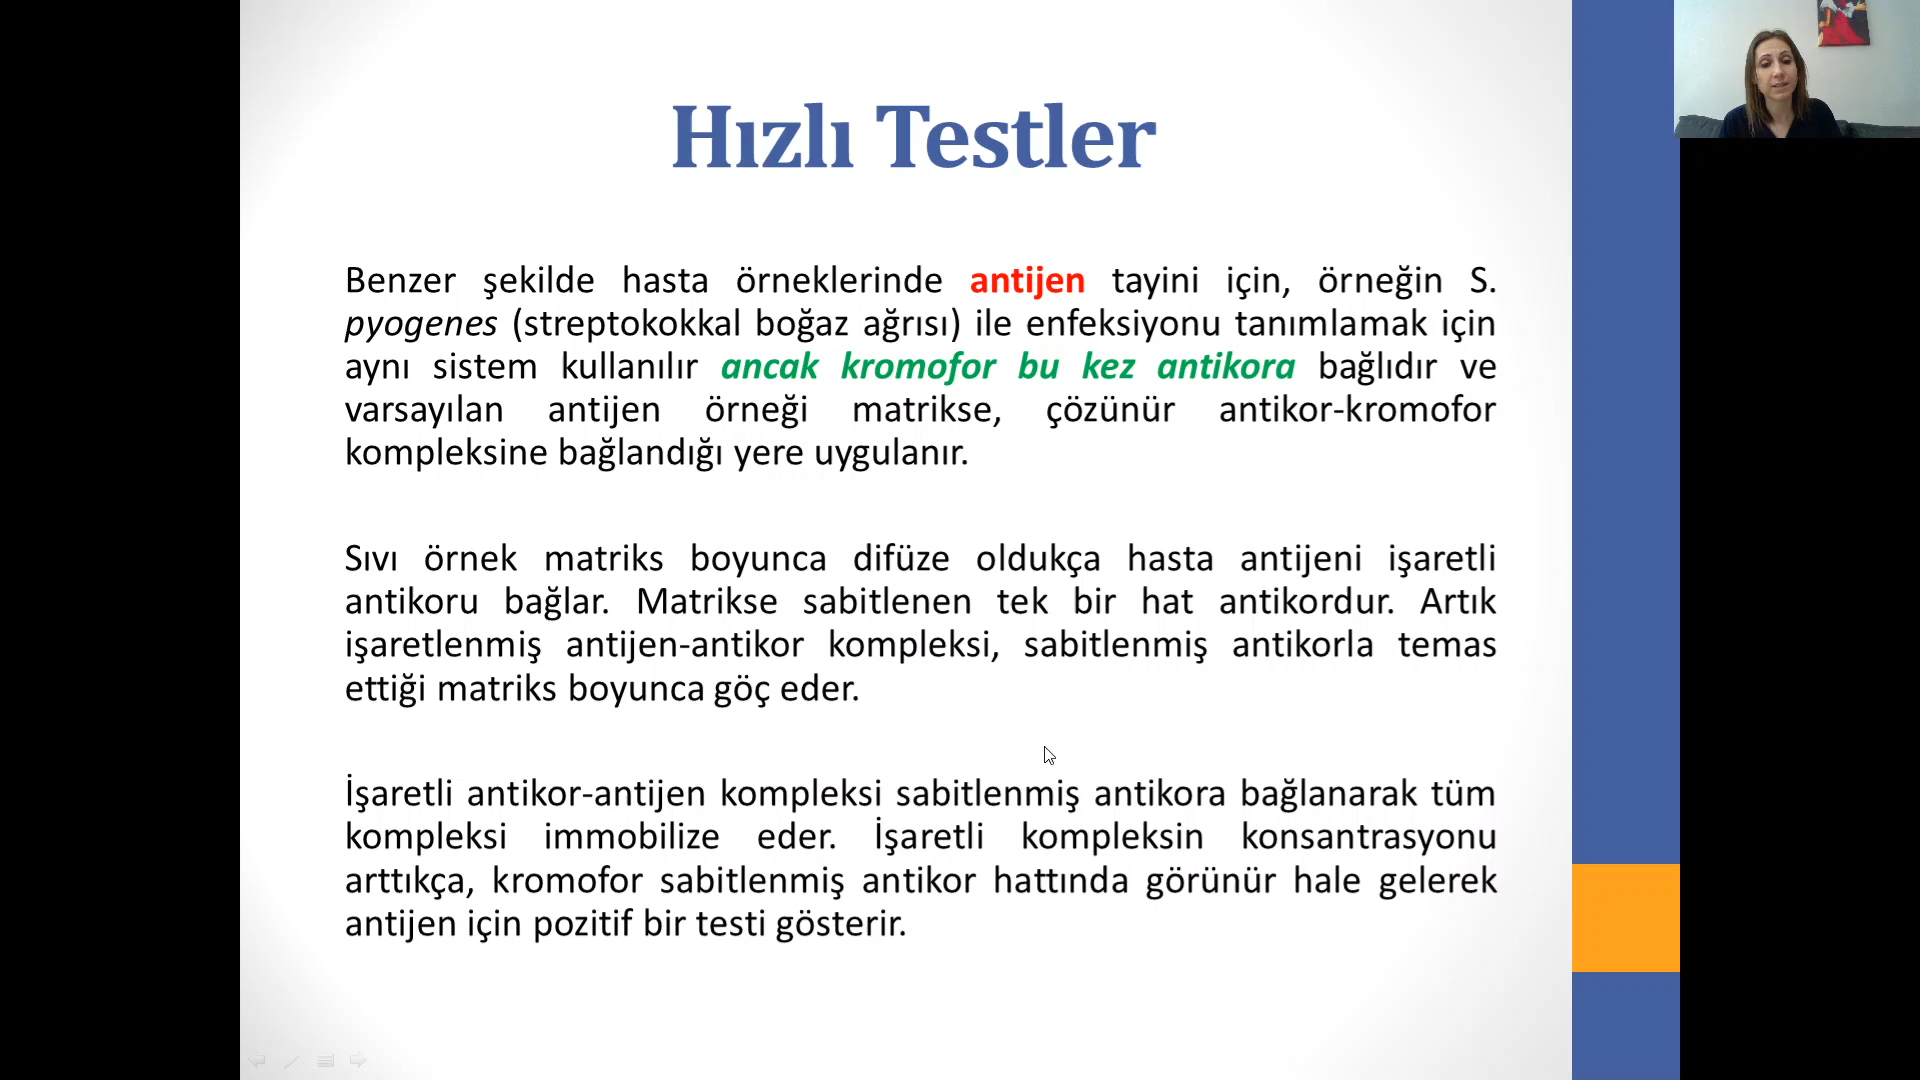 Hızlı Testler
Benzer şekilde hasta örneklerinde antijen tayini için, örneğin S.
pyogenes (streptokokkal boğaz ağrısı) ile enfeksiyonu tanımlamak için
aynı sistem kullanılır ancak kromofor bu kez antikora bağlıdır ve
varsayılan antijen örneği matrikse, çözünür antikor-kromofor
kompleksine bağlandığı yere uygulanır.
Sıvı örnek matriks boyunca difüze oldukça hasta antijeni işaretli
antikoru bağlar. Matrikse sabitlenen tek bir hat antikordur. Artık
işaretlenmiş antijen-antikor kompleksi, sabitlenmiş antikorla temas
ettiği matriks boyunca göç eder.
İşaretli antikor-antijen kompleksi sabitlenmiş antikora bağlanarak tüm
kompleksi immobilize eder. İşaretli kompleksin konsantrasyonu
arttıkça, kromofor sabitlenmiş antikor hattında görünür hale gelerek
antijen için pozitif bir testi gösterir.